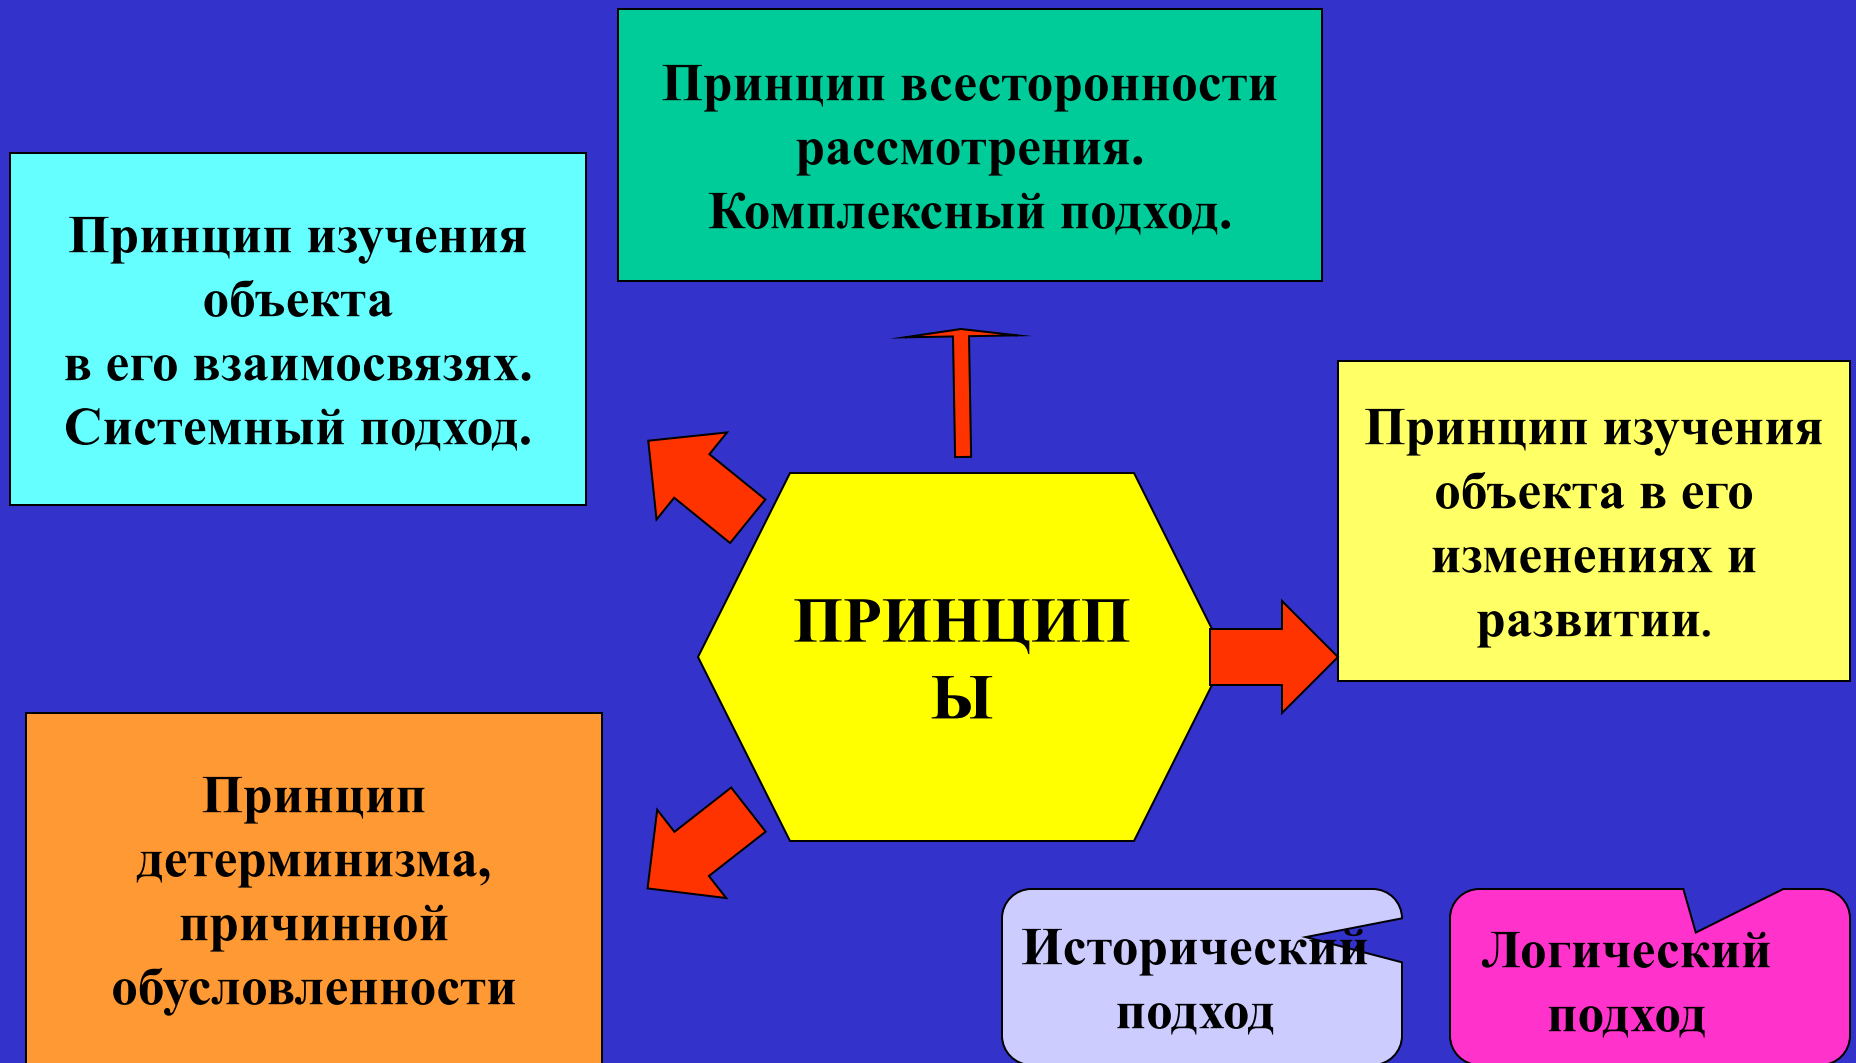 Принцип всесторонности
рассмотрения.
Комплексный подход.
Принцип изучения
объекта
в его взаимосвязях.
Системный подход.
Принцип изучения
объекта в его
изменениях и
развитии.
ПРИНЦИП
Ы
Принцип
детерминизма,
причинной
обусловленности
Исторический
подход
Логический
подход